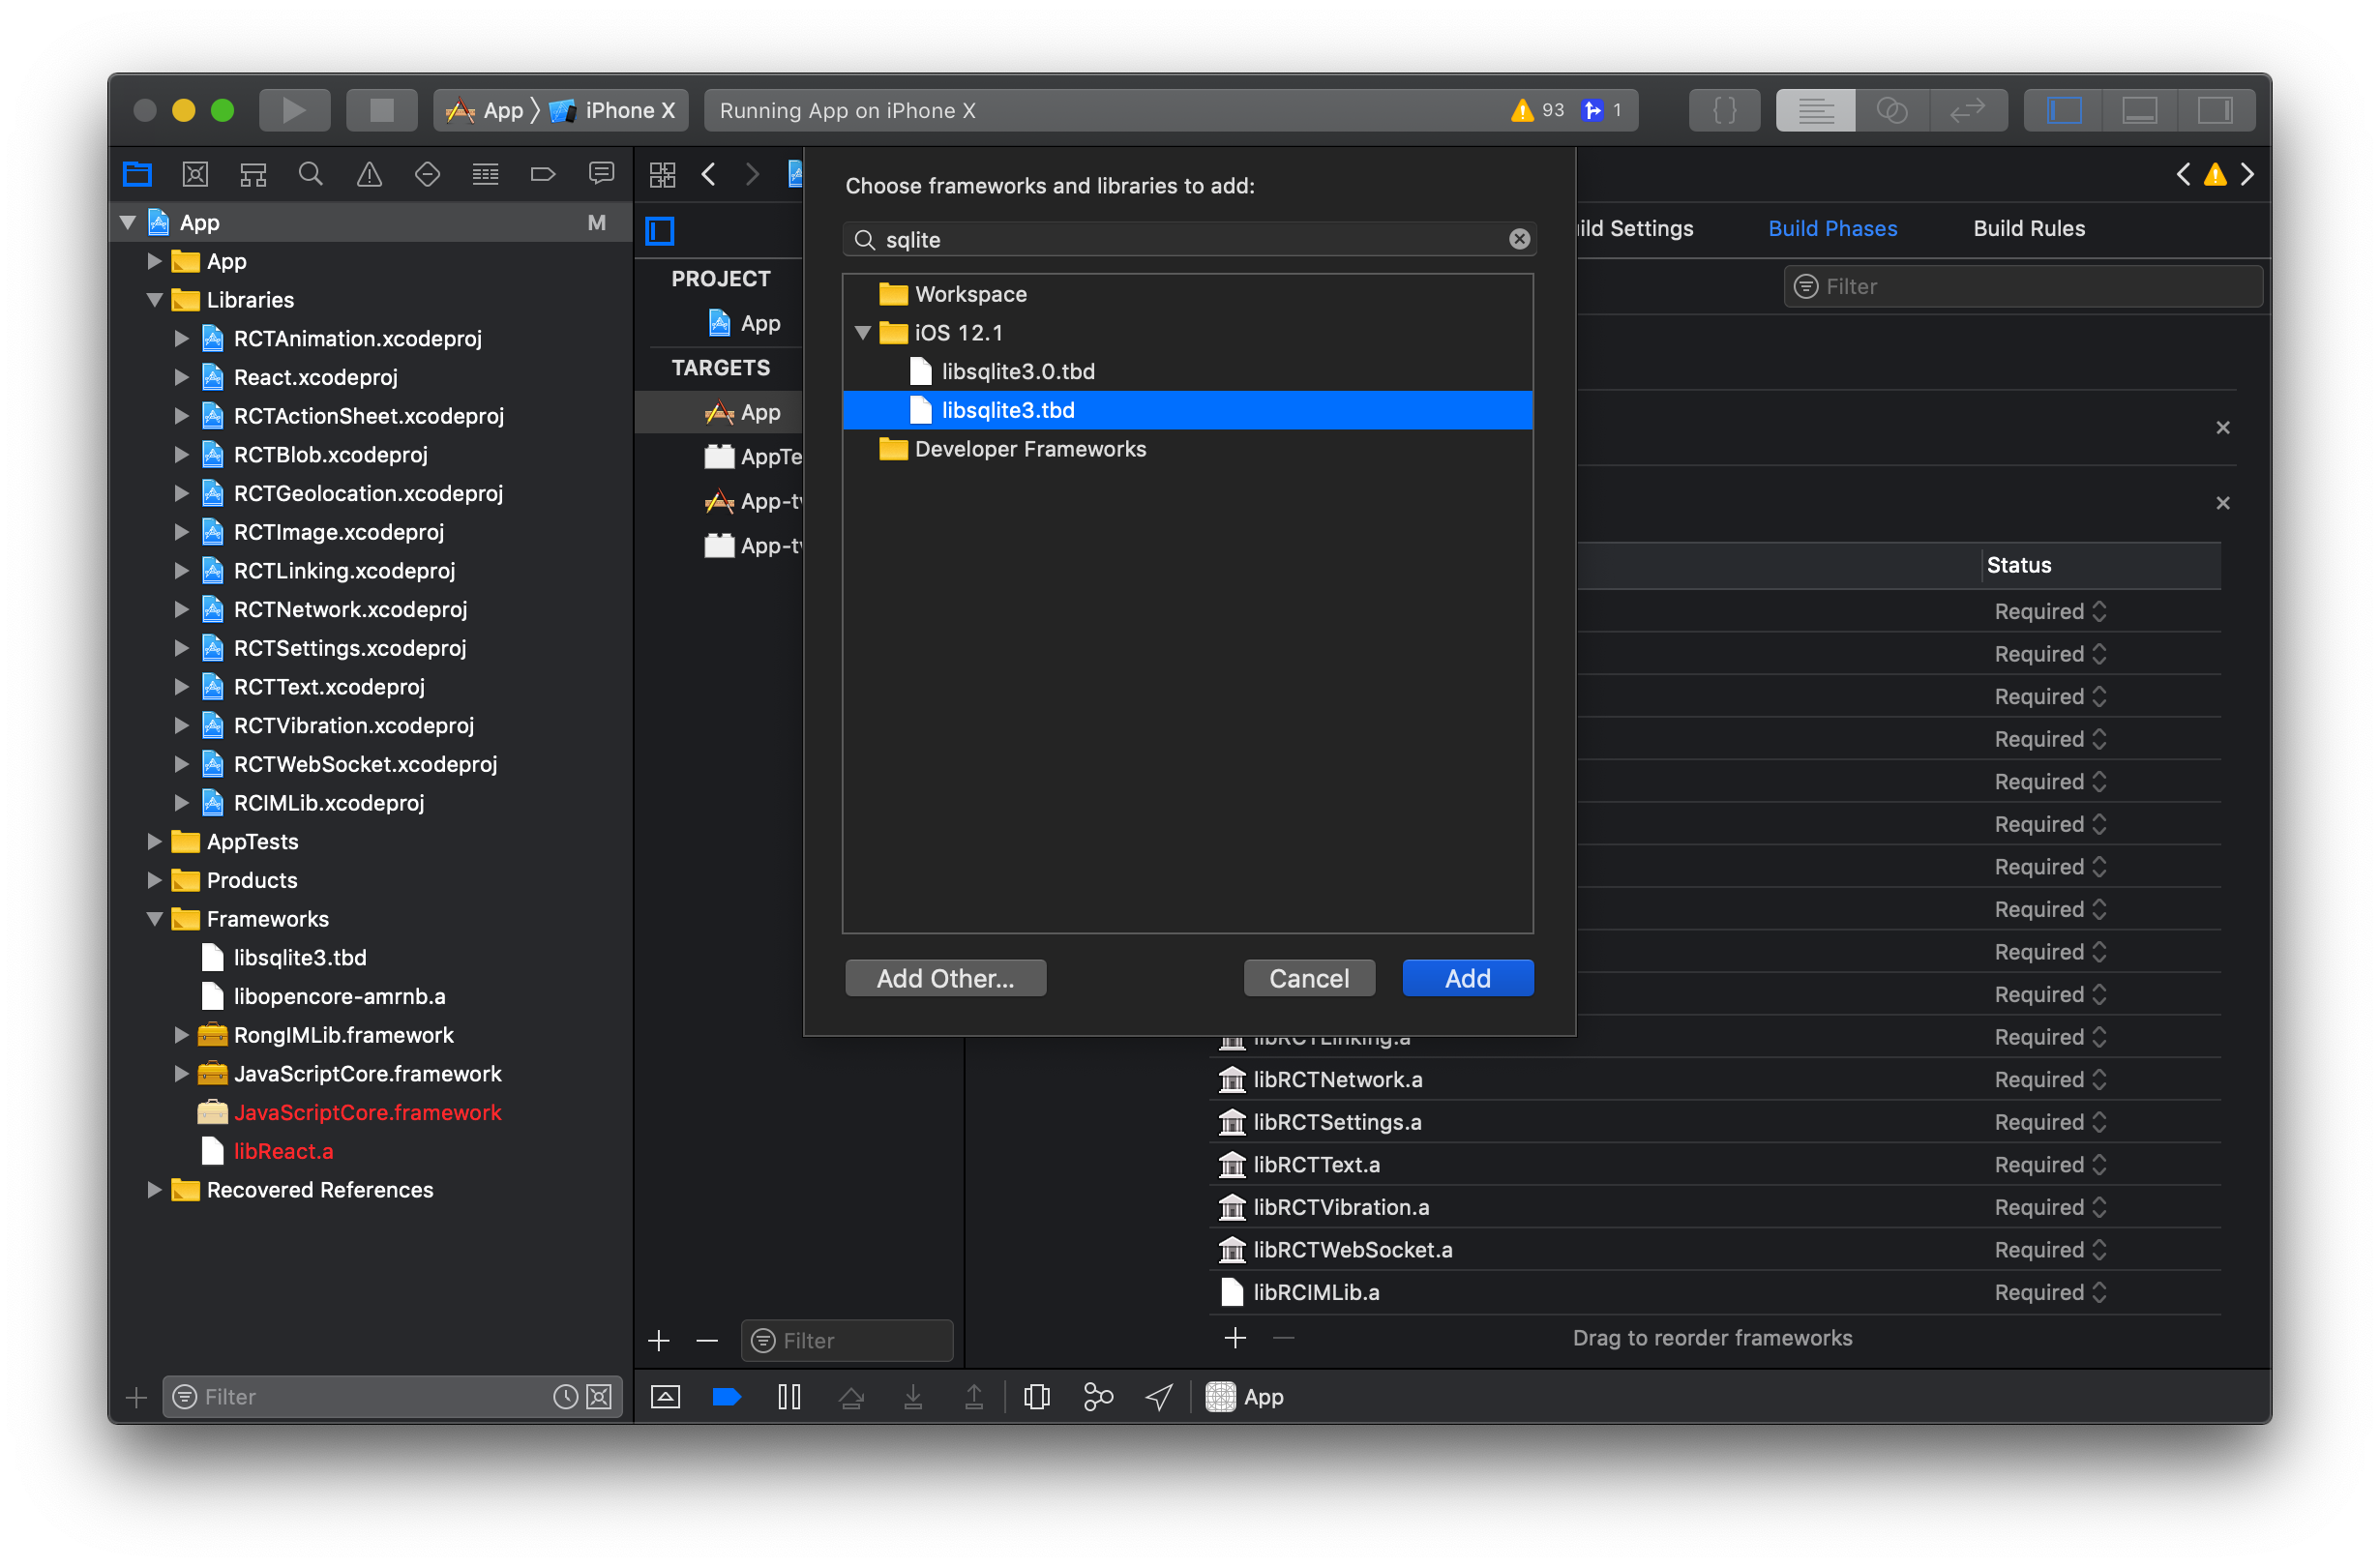 App
iPhone X
Running App on iPhone X
93
1
App
M
App
Libraries
RCTAnimation.xcodeproj
React.xcodeproj
RCTActionSheet.xcodeproj
RCTBlob.xcodeproj
RCTGeolocation.xcodeproj
RCTImage.xcodeproj
RCTLinking.xcodeproj
RCTNetwork.xcodeproj
RCTSettings.xcodeproj
RCTText.xcodeproj
RCTVibration.xcodeproj
RCTWebSocket.xcodeproj
RCIMLib.xcodeproj
AppTests
Products
Frameworks
libsqlite3.tbd
libopencore-amrnb.a
RongIMLib.framework
JavaScriptCore.framework
JavaScriptCore.framework
libReact.a
Recovered References
Filter
PROJECT
App
TARGETS
App
AppTe
App-t
App-t
Filter
Choose frameworks and libraries to add:
sqlite
Workspace
iOS 12.1
libsqlite3.0.tbd
libsqlite3.tbd
Developer Frameworks
Add Other...
Cancel
Add
ild Settings
Build Phases
Build Rules
Filter
Status
Required
Required
Required
Required
Required
Required
Required
Required
Required
Required
libRCTLinking.a Required
libRCTNetwork.a Required
libRCTSettings.a Required
libRCTText.a Required
libRCTVibration.a Required
libRCTWebSocket.a Required
libRCIMLib.a Required
Drag to reorder frameworks
App